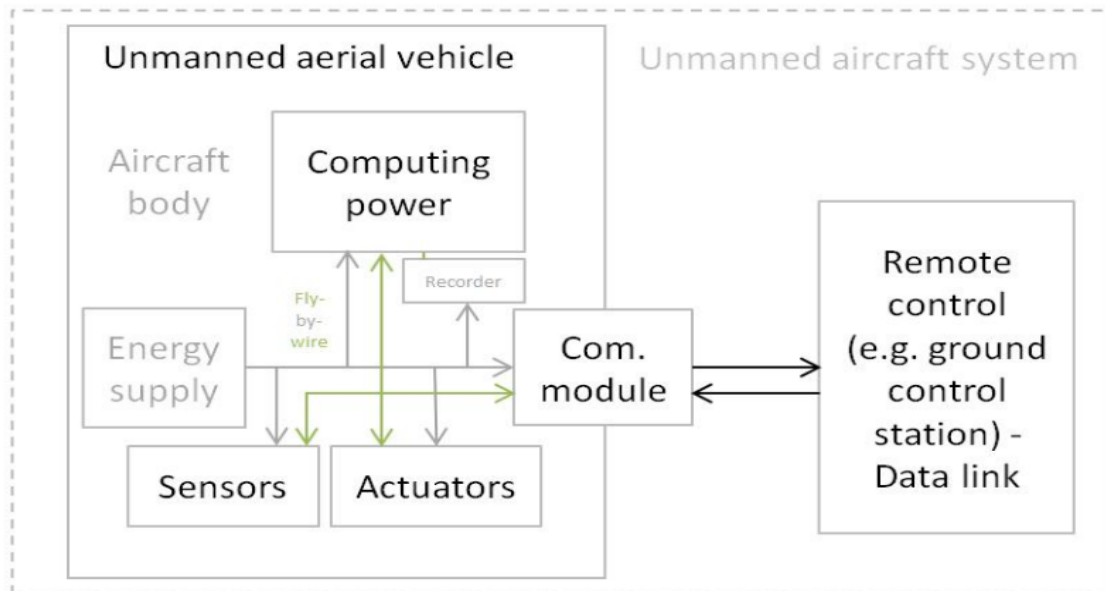 Unmanned aerial vehicle
Unmanned aircraft system
Aircraft
body
Computing
power
Recorder
Fly-
by-
wire
Energy
supply
Com.
module
Sensors
Actuators
Remote
control
(e.g. ground
control
station) -
Data link